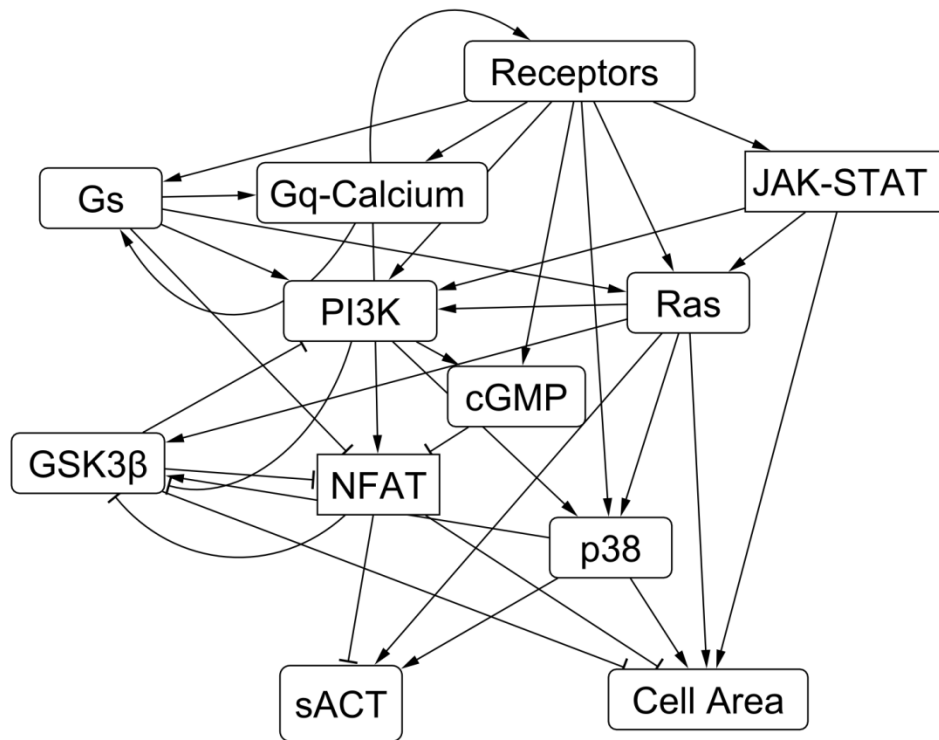 Receptors
Gs
Gq-Calcium
JAK-STAT
PI3K
Ras
cGMP
GSK3β
NFAT
p38
sACT
Cell Area